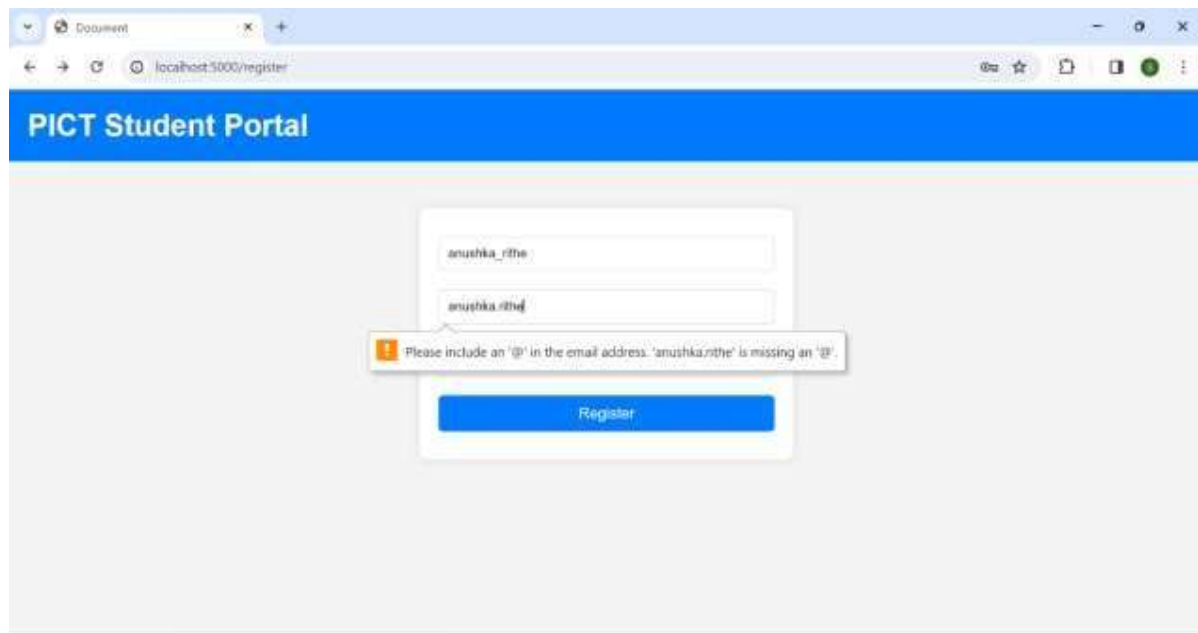 Document
localhost:5000/register
PICT Student Portal
anushka_rithe
anushka.rithe
Please include an '@' in the email address. 'anushka.rithe' is missing an '@'.
Register